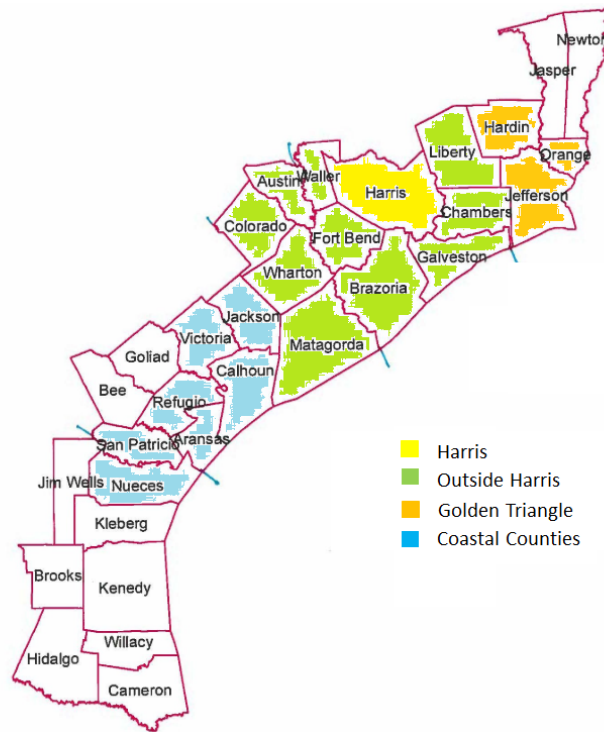 Newton
Jasper
Hardin
Orange
Liberty
Jefferson
Waller
Austin
Harris
Chambers
Colorado
Fort Bend
Galveston
Wharton
Brazoria
Jackson
Victoria
Matagorda
Goliad
Calhoun
Bee
Refugio
Aransas
San Patricio
Jim Wells
Nueces
Kleberg
Brooks
Kenedy
Willacy
Hidalgo
Cameron
Harris
Outside Harris
Golden Triangle
Coastal Counties